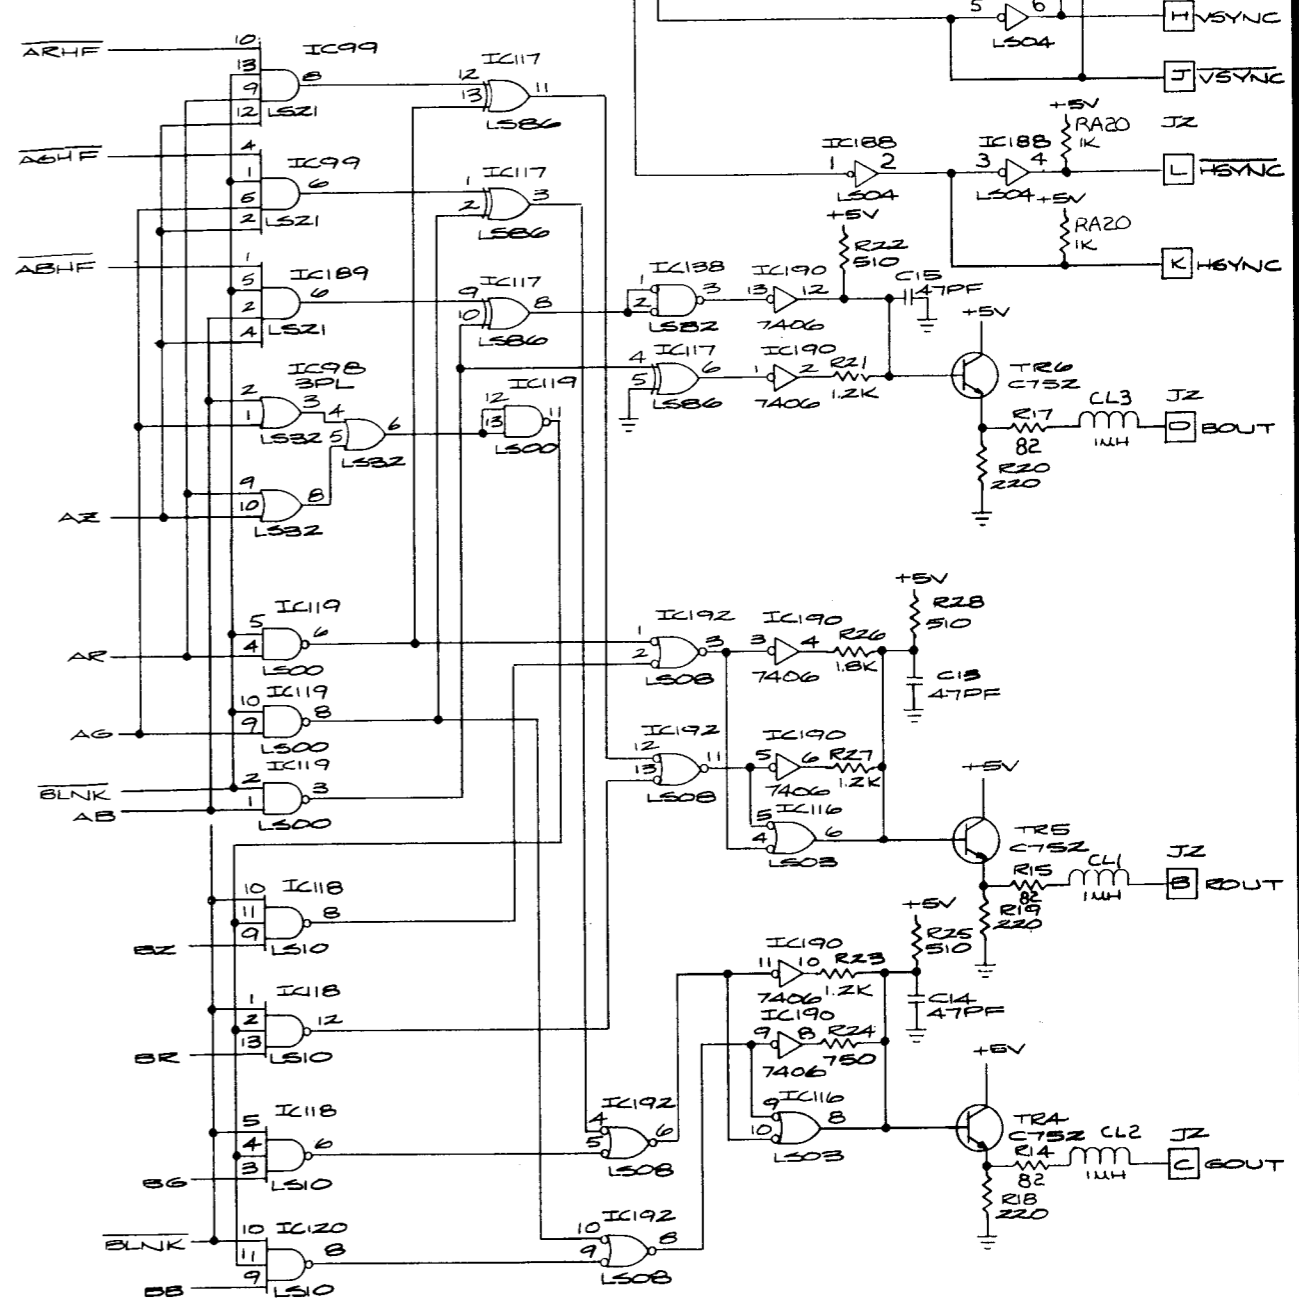 5 6
LS04
H VSYNC
J VSYNC
+5V
RA20
1K
J2
IC188
1 2
LS04
IC188
3 4
LS04
L HSYNC
+5V
RA20
1K
K HSYNC
ARHF
10
13
9
12
IC99
8
LS21
12
13
IC117
11
LS86
AGHF
4
1
5
2
IC99
6
LS21
1
2
IC117
3
LS86
ABHF
1
5
2
4
IC189
6
LS21
9
10
IC117
8
LS86
+5V
R22
510
C15
47PF
1
2
IC138
3
LS32
13
IC190
12
7406
4
5
IC117
6
LS86
1
IC190
2
7406
R21
1.2K
+5V
TR6
C752
R17
82
CL3
1MH
J2
D BOUT
R20
220
IC98
3PL
2
1
3
LS32
4
5
6
LS32
12
13
IC119
11
LS00
9
10
8
LS32
AZ
5
4
IC119
6
LS00
AR
10
9
IC119
8
LS00
AG
2
1
IC119
3
LS00
BLNK
AB
1
2
IC192
3
LS08
3
IC190
4
7406
R26
1.8K
+5V
R28
510
C13
47PF
12
13
IC192
11
LS08
5
IC190
6
7406
R27
1.2K
5
4
IC116
6
LS03
+5V
TR5
C752
R15
82
CL1
1MH
J2
B ROUT
R19
220
10
11
9
IC118
8
LS10
BZ
1
2
13
IC118
12
LS10
BR
+5V
R25
510
C14
47PF
11
IC190
10
7406
R23
1.2K
9
IC190
8
7406
R24
750
9
10
IC116
8
LS03
+5V
TR4
C752
R14
82
CL2
1MH
J2
C GOUT
R18
220
5
4
3
IC118
6
LS10
BG
4
5
IC192
6
LS08
BLNK
10
11
9
IC120
8
LS10
BB
10
9
IC192
8
LS08